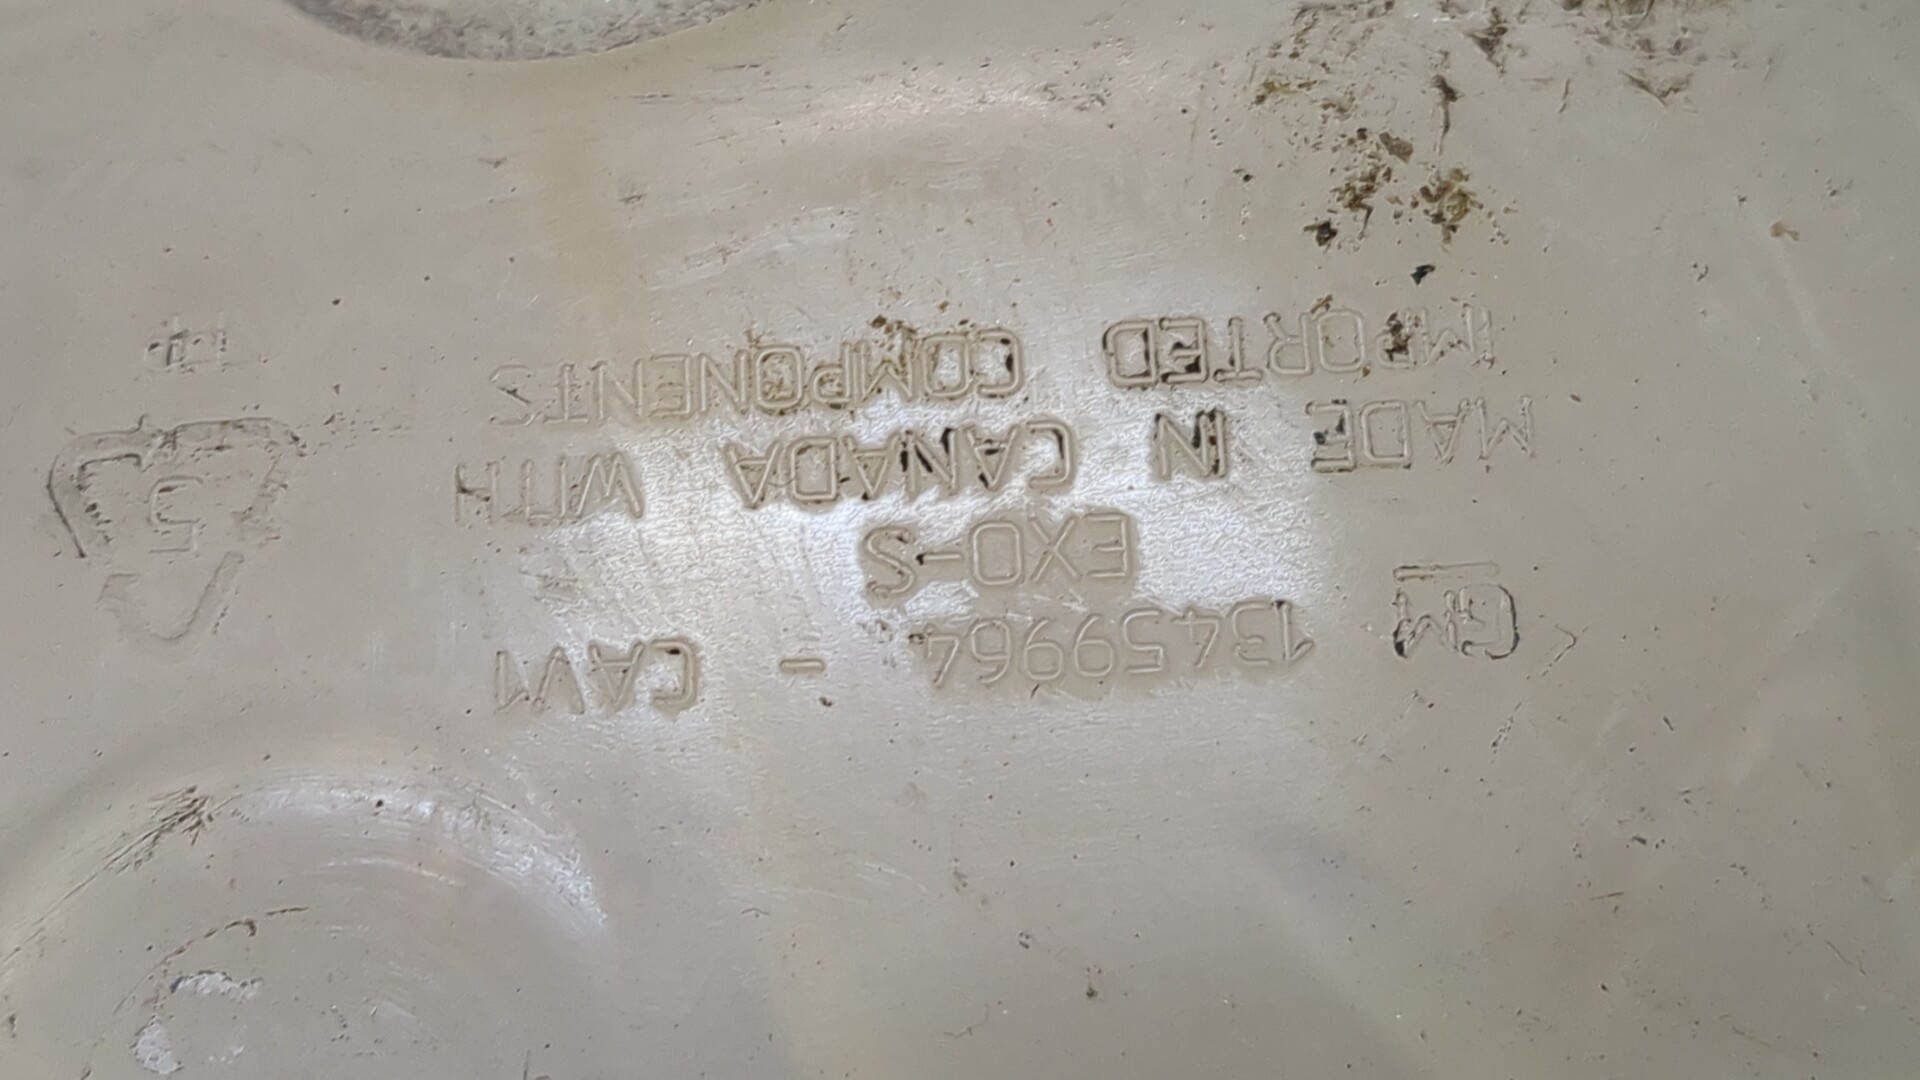 GM 13459964 - CAV1
EXO-S
MADE IN CANADA WITH
IMPORTED COMPONENTS
5